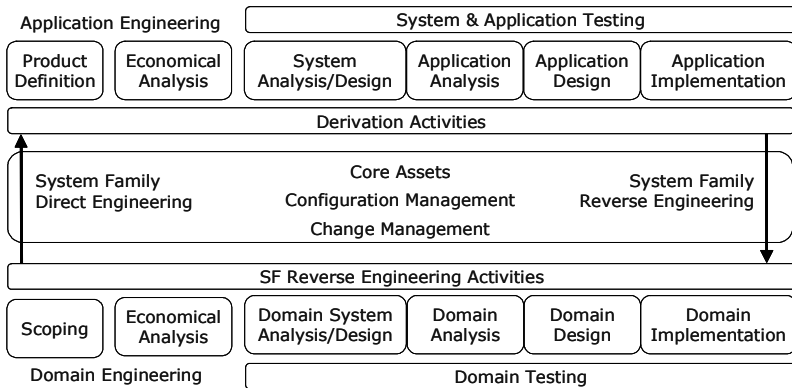 Application Engineering
System & Application Testing
Product
Definition
Economical
Analysis
System
Analysis/Design
Application
Analysis
Application
Design
Application
Implementation
Derivation Activities
System Family
Direct Engineering
Core Assets
Configuration Management
Change Management
System Family
Reverse Engineering
SF Reverse Engineering Activities
Scoping
Economical
Analysis
Domain System
Analysis/Design
Domain
Analysis
Domain
Design
Domain
Implementation
Domain Engineering
Domain Testing